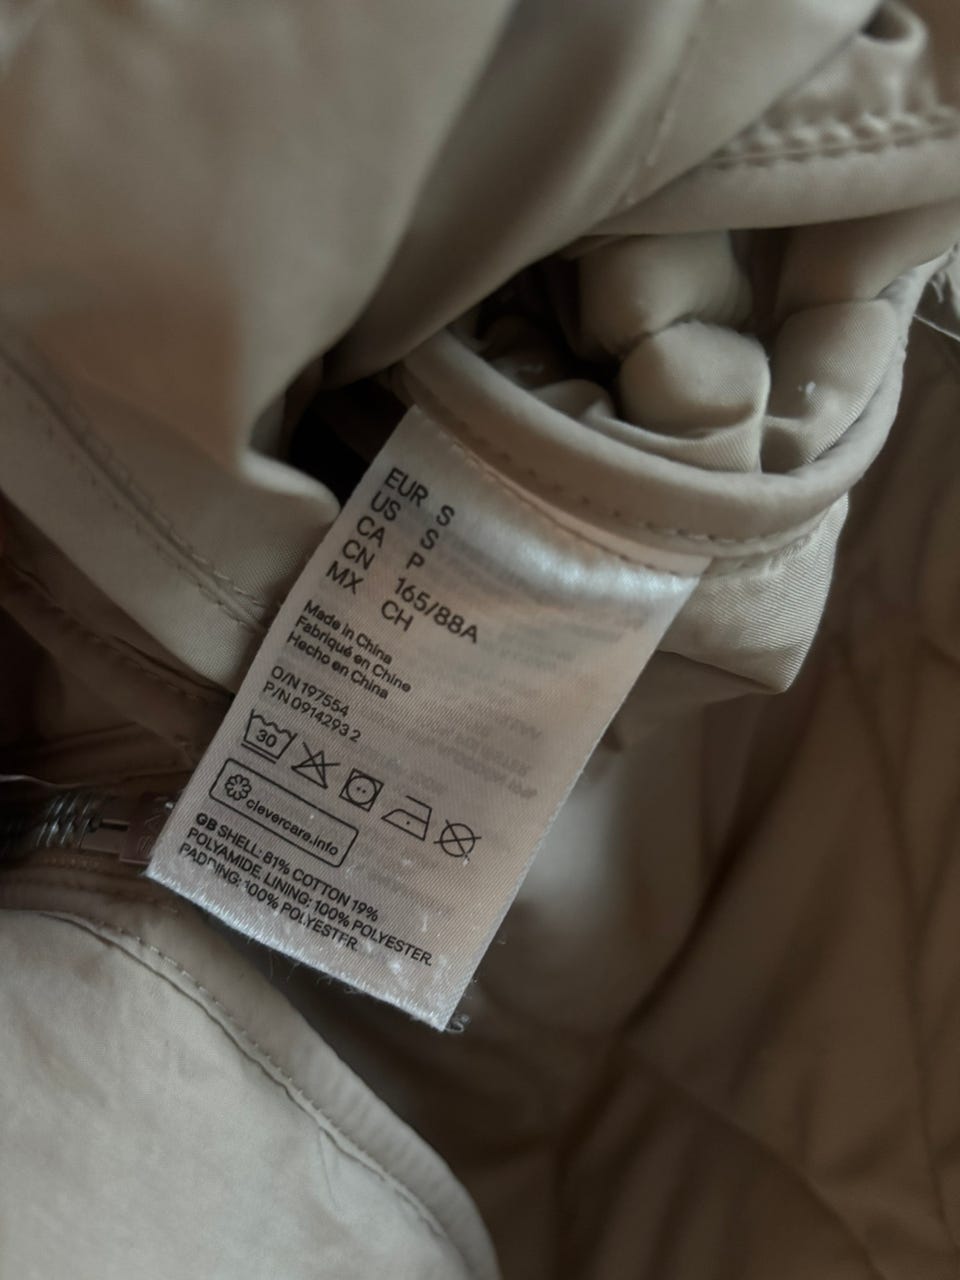 EUR S
US S
CA P
CN 165/88A
MX CH
Made in China
Fabriqué en Chine
Hecho en China
O/N 197554
P/N 0914293 2
30
clevercare.info
GB SHELL: 81% COTTON 19%
POLYAMIDE. LINING: 100% POLYESTER.
PADDING: 100% POLYESTER.